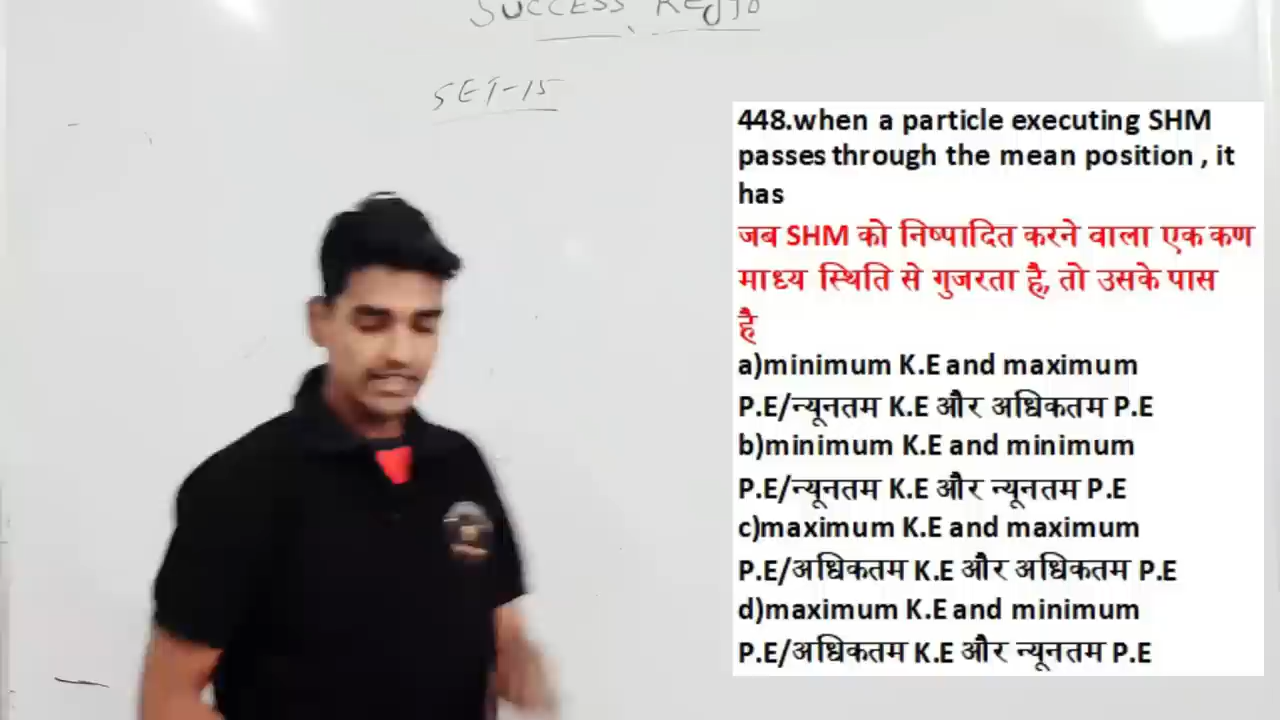 SUCCESS
SET-15
448.when a particle executing SHM
passes through the mean position , it
has
जब SHM को निष्पादित करने वाला एक कण
माध्य स्थिति से गुजरता है, तो उसके पास
है
a)minimum K.E and maximum
P.E/न्यूनतम K.E और अधिकतम P.E
b)minimum K.E and minimum
P.E/न्यूनतम K.E और न्यूनतम P.E
c)maximum K.E and maximum
P.E/अधिकतम K.E और अधिकतम P.E
d)maximum K.E and minimum
P.E/अधिकतम K.E और न्यूनतम P.E